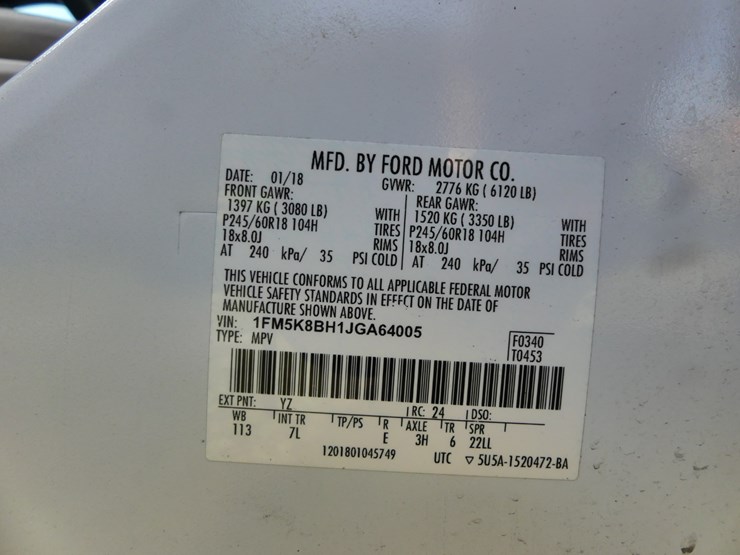 MFD. BY FORD MOTOR CO.
DATE: 01/18 GVWR: 2776 KG ( 6120 LB)
FRONT GAWR: REAR GAWR:
1397 KG ( 3080 LB) WITH 1520 KG ( 3350 LB) WITH
P245/60R18 104H TIRES P245/60R18 104H TIRES
18x8.0J RIMS 18x8.0J RIMS
AT 240 kPa/ 35 PSI COLD AT 240 kPa/ 35 PSI COLD
THIS VEHICLE CONFORMS TO ALL APPLICABLE FEDERAL MOTOR
VEHICLE SAFETY STANDARDS IN EFFECT ON THE DATE OF
MANUFACTURE SHOWN ABOVE.
VIN: 1FM5K8BH1JGA64005 F0340
TYPE: MPV T0453
EXT PNT: YZ RC: 24 DSO:
WB INT TR TP/PS R AXLE TR SPR
113 7L E 3H 6 22LL
1201801045749 UTC ▽ 5U5A-1520472-BA